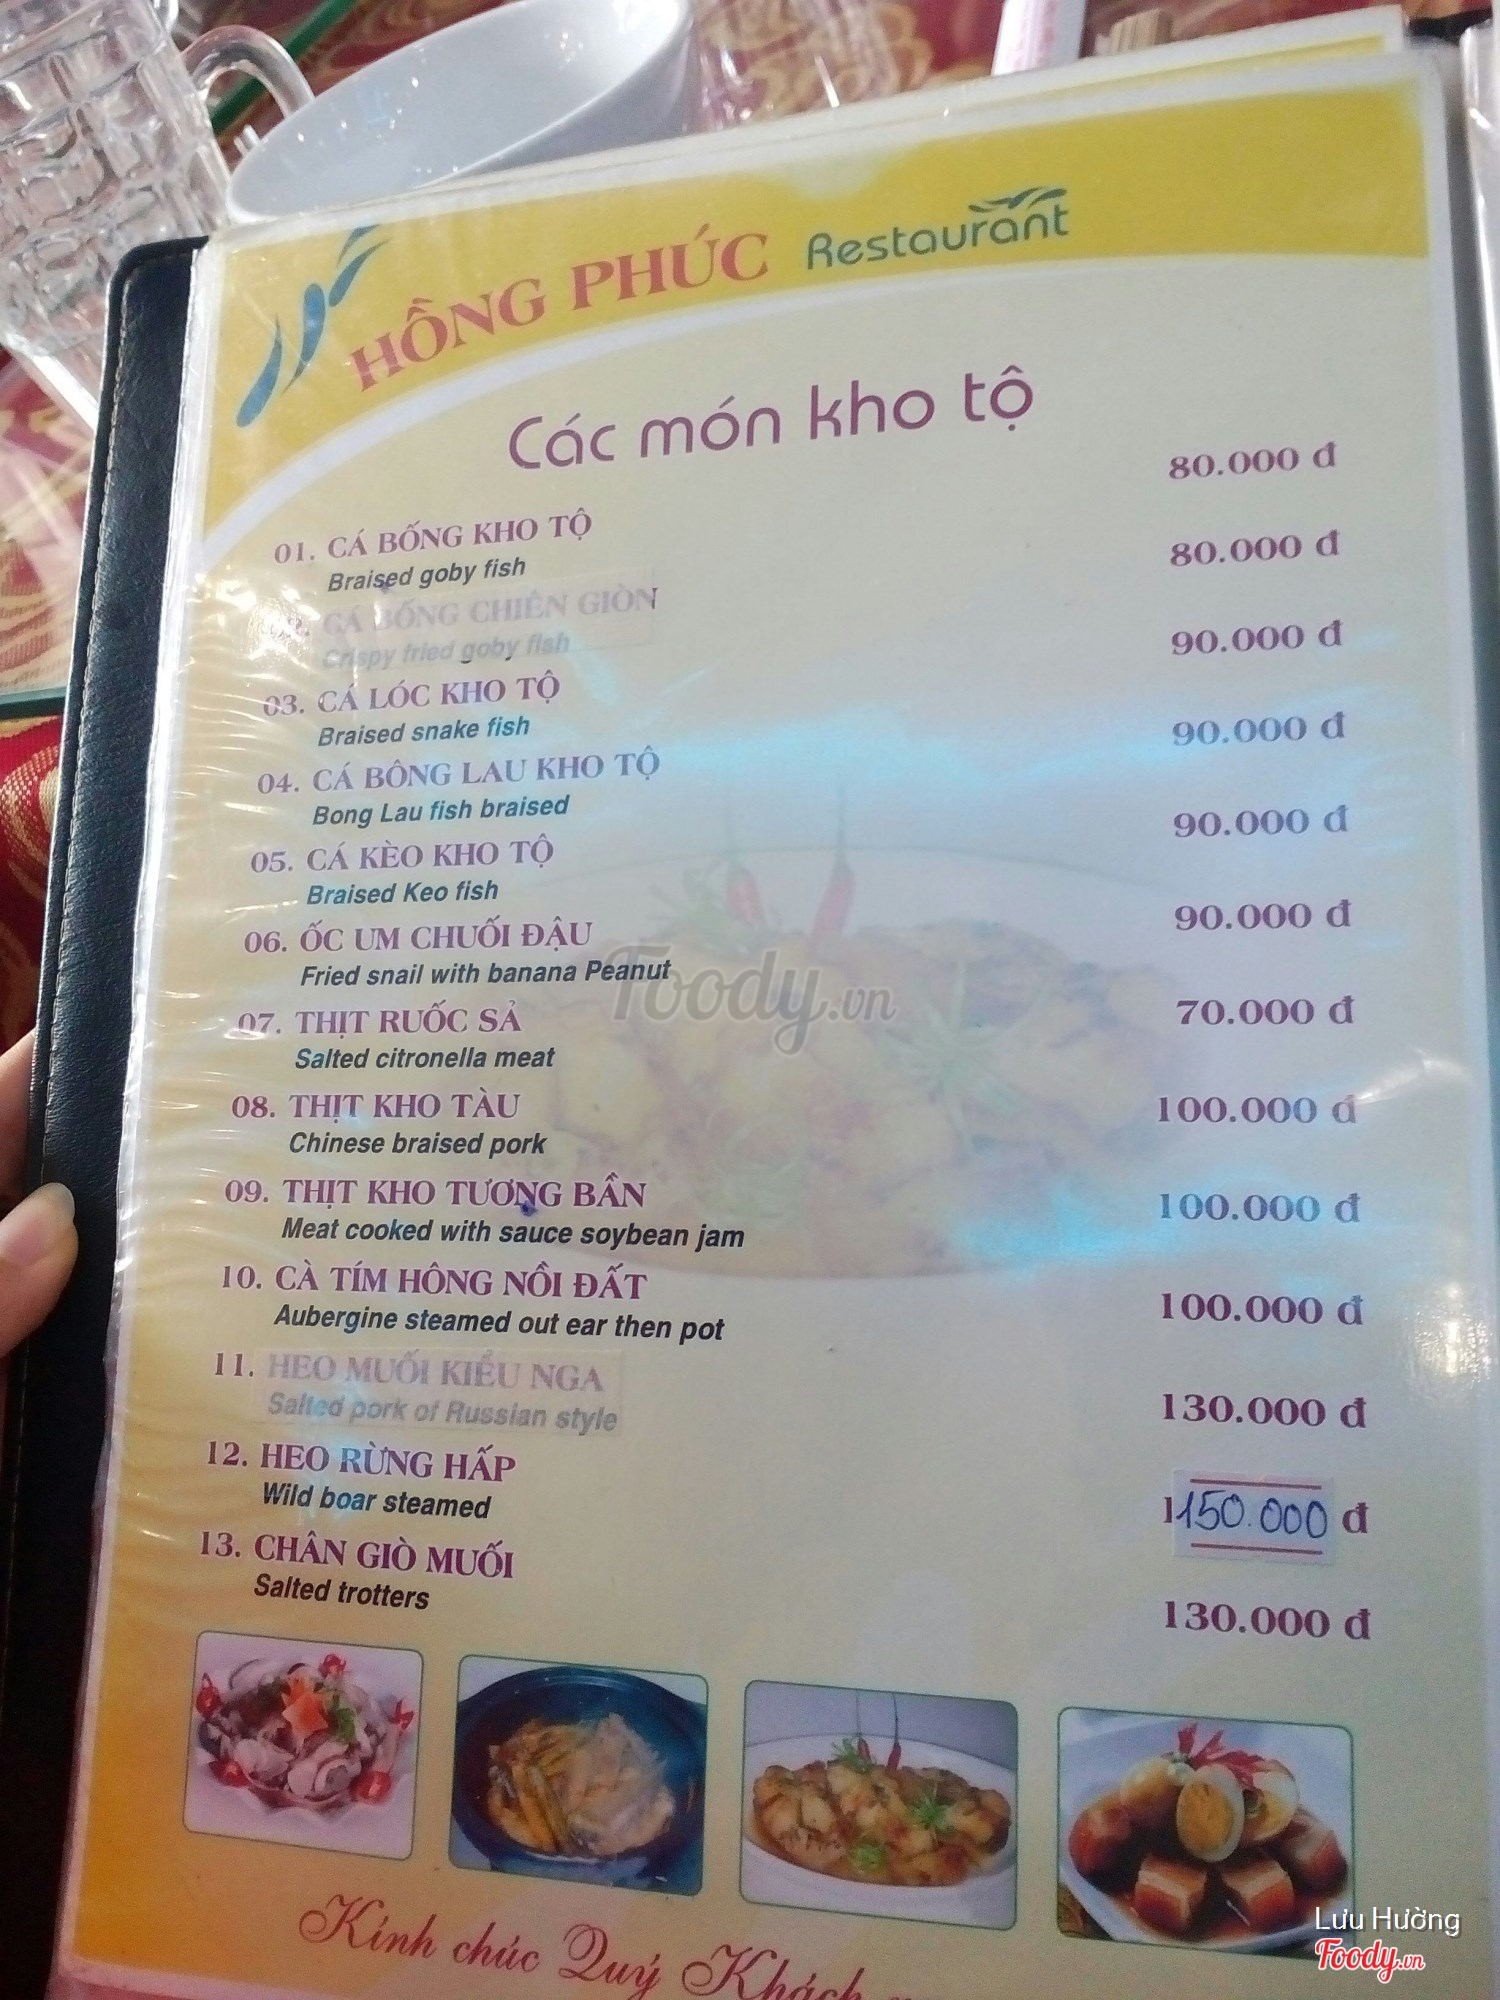 HỒNG PHÚC Restaurant
Các món kho tộ
01. CÁ BỐNG KHO TỘ 80.000 đ
Braised goby fish
CÁ BỐNG CHIÊN GIÒN 80.000 đ
Crispy fried goby fish
03. CÁ LÓC KHO TỘ 90.000 đ
Braised snake fish
04. CÁ BÔNG LAU KHO TỘ 90.000 đ
Bong Lau fish braised
05. CÁ KÈO KHO TỘ 90.000 đ
Braised Keo fish
06. ỐC UM CHUỐI ĐẬU 90.000 đ
Fried snail with banana Peanut
07. THỊT RUỐC SẢ 70.000 đ
Salted citronella meat
08. THỊT KHO TÀU 100.000 đ
Chinese braised pork
09. THỊT KHO TƯƠNG BẦN 100.000 đ
Meat cooked with sauce soybean jam
10. CÀ TÍM HÔNG NỒI ĐẤT 100.000 đ
Aubergine steamed out ear then pot
11. HEO MUỐI KIỂU NGA 130.000 đ
Salted pork of Russian style
12. HEO RỪNG HẤP 150.000 đ
Wild boar steamed
13. CHÂN GIÒ MUỐI 130.000 đ
Salted trotters
Foody.vn
Kính chúc Quý Khách
Lưu Hường
Foody.vn